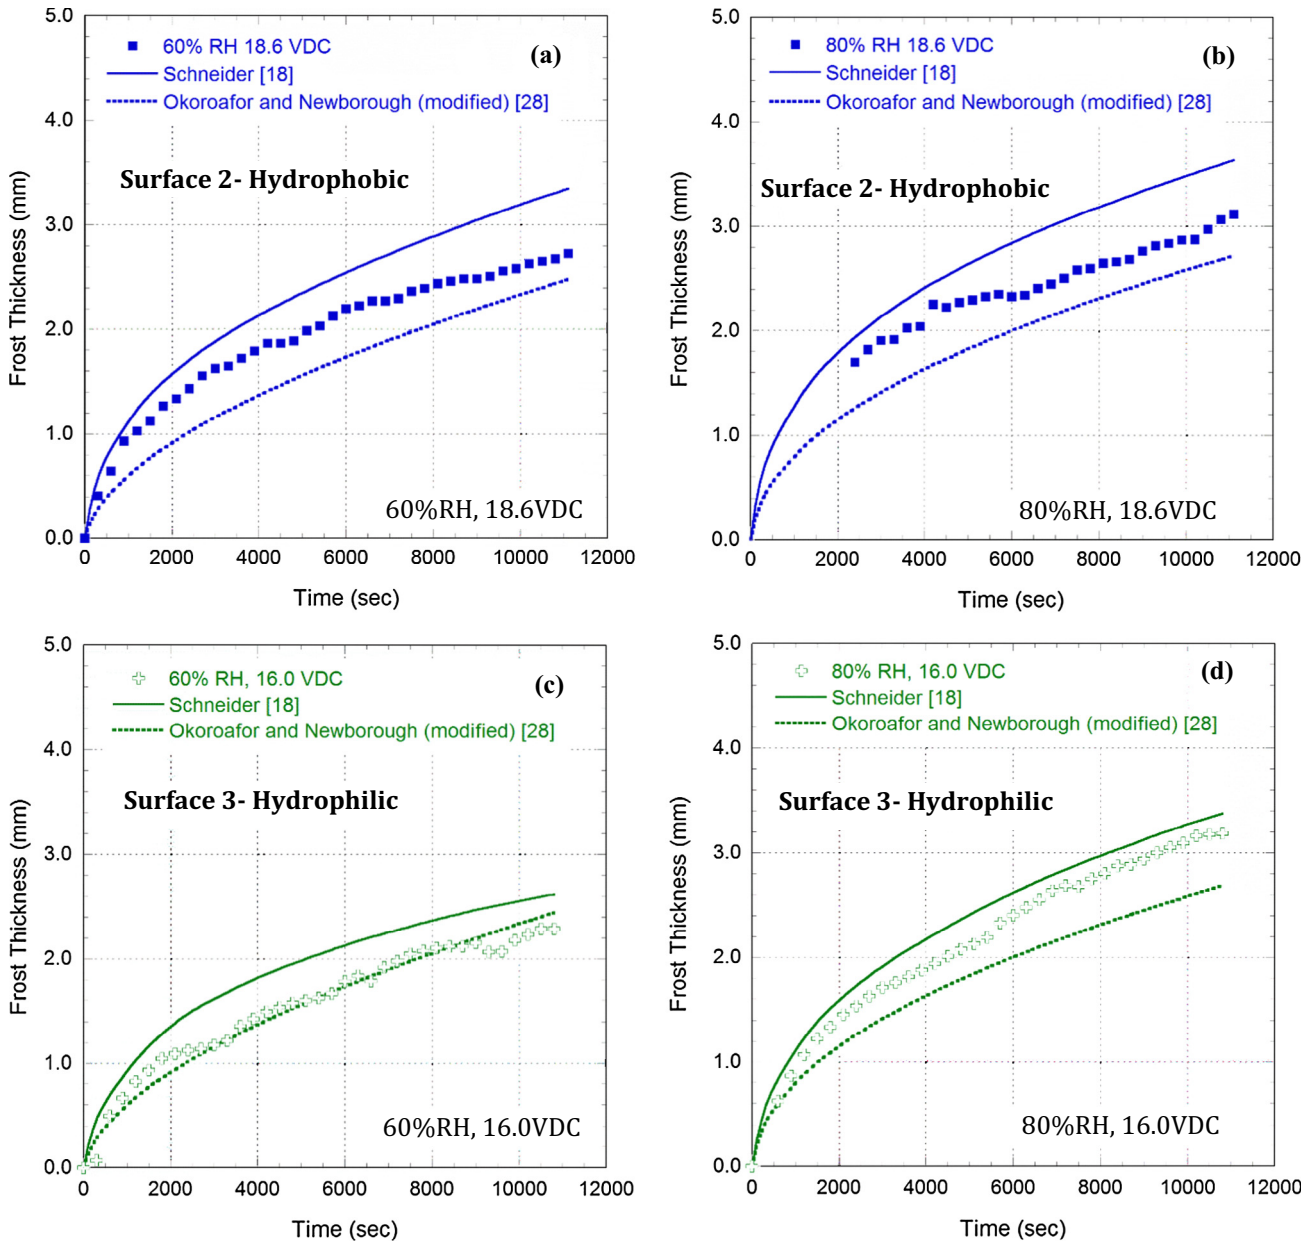 5.0
4.0
3.0
2.0
1.0
0.0
Frost Thickness (mm)
60% RH 18.6 VDC
Schneider [18]
Okoroafor and Newborough (modified) [28]
(a)
Surface 2- Hydrophobic
60%RH, 18.6VDC
0 2000 4000 6000 8000 10000 12000
Time (sec)
5.0
4.0
3.0
2.0
1.0
0.0
Frost Thickness (mm)
80% RH 18.6 VDC
Schneider [18]
Okoroafor and Newborough (modified) [28]
(b)
Surface 2- Hydrophobic
80%RH, 18.6VDC
0 2000 4000 6000 8000 10000 12000
Time (sec)
5.0
4.0
3.0
2.0
1.0
0.0
Frost Thickness (mm)
60% RH, 16.0 VDC
Schneider [18]
Okoroafor and Newborough (modified) [28]
(c)
Surface 3- Hydrophilic
60%RH, 16.0VDC
0 2000 4000 6000 8000 10000 12000
Time (sec)
5.0
4.0
3.0
2.0
1.0
0.0
Frost Thickness (mm)
80% RH, 16.0 VDC
Schneider [18]
Okoroafor and Newborough (modified) [28]
(d)
Surface 3- Hydrophilic
80%RH, 16.0VDC
0 2000 4000 6000 8000 10000 12000
Time (sec)